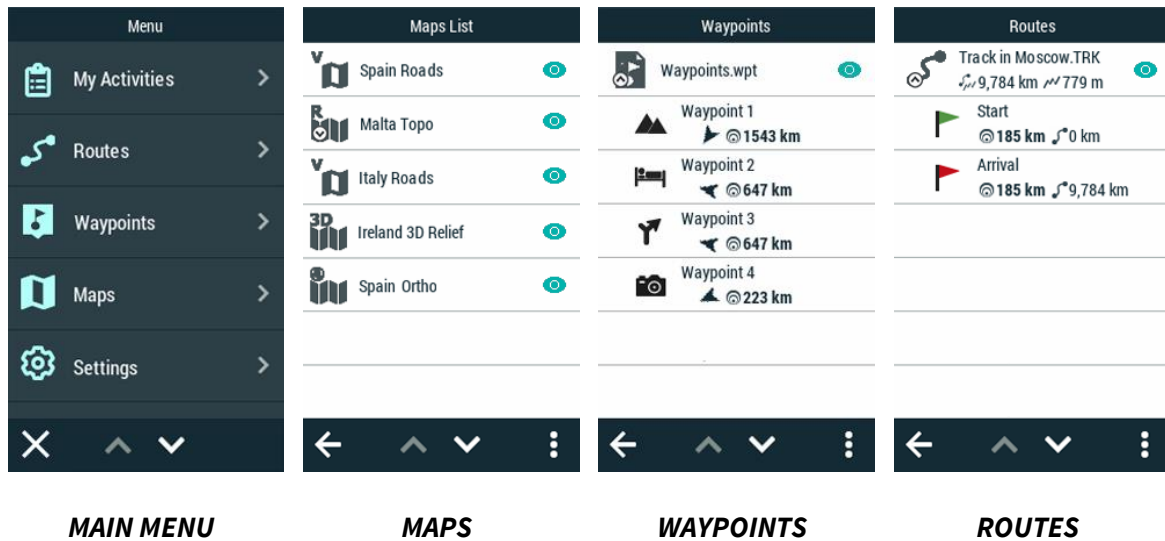 Menu
My Activities
Routes
Waypoints
Maps
Settings
Maps List
V
Spain Roads
R
Malta Topo
V
Italy Roads
3D
Ireland 3D Relief
Spain Ortho
Waypoints
Waypoints.wpt
Waypoint 1
1543 km
Waypoint 2
647 km
Waypoint 3
647 km
Waypoint 4
223 km
Routes
Track in Moscow.TRK
9,784 km 779 m
Start
185 km 0 km
Arrival
185 km 9,784 km
MAIN MENU
MAPS
WAYPOINTS
ROUTES